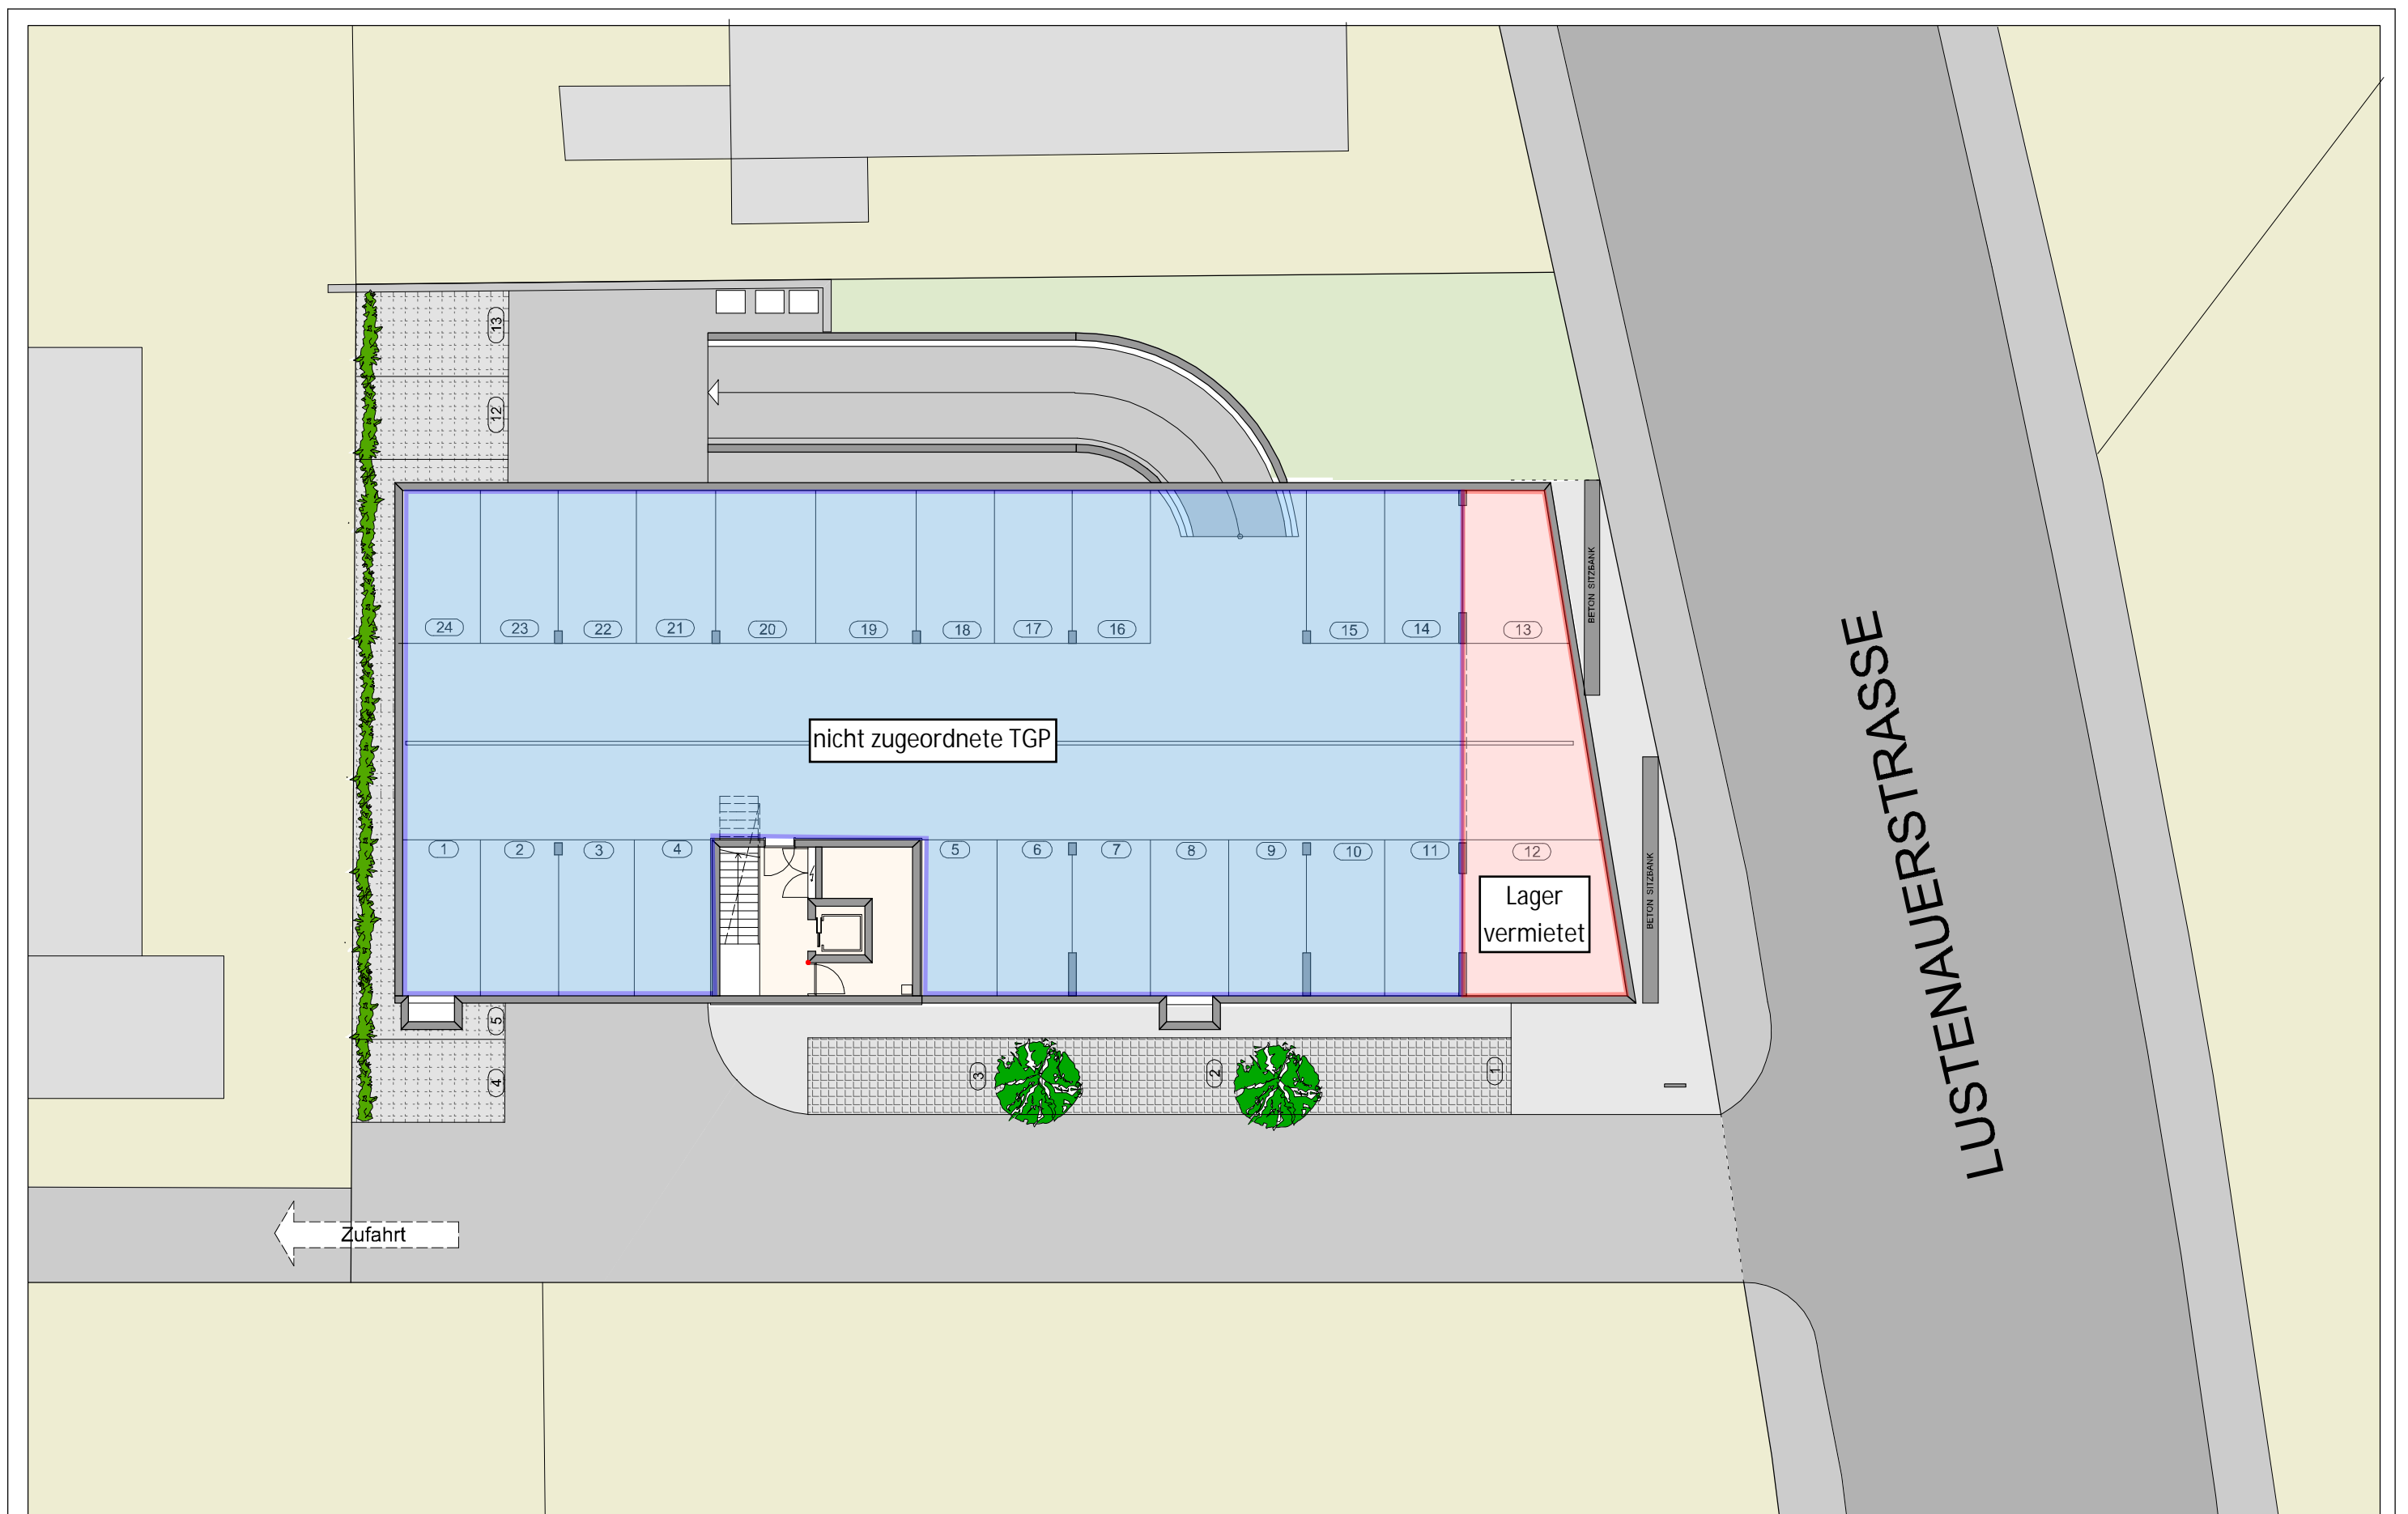 13
12
BETON SITZBANK
24 23 22 21 20 19 18 17 16 15 14 13
LUSTENAUERSTRASSE
nicht zugeordnete TGP
1 2 3 4 5 6 7 8 9 10 11 12
BETON SITZBANK
Lager
vermietet
5
4
3
2
1
Zufahrt